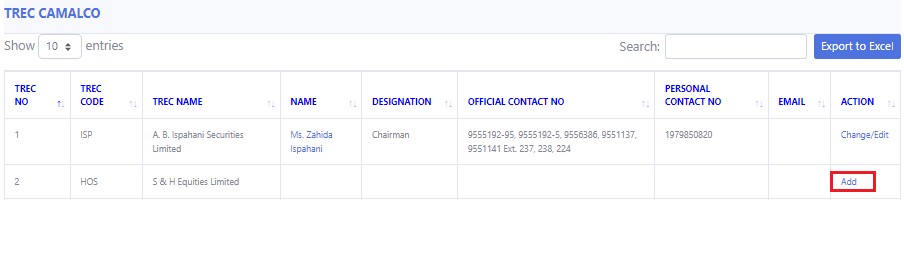 TREC CAMALCO
Show 10 entries
Search:
Export to Excel
TREC NO
TREC CODE
TREC NAME
NAME
DESIGNATION
OFFICIAL CONTACT NO
PERSONAL CONTACT NO
EMAIL
ACTION
1
ISP
A. B. Ispahani Securities
Limited
Ms. Zahida
Ispahani
Chairman
9555192-95, 9555192-5, 9556386, 9551137,
9551141 Ext. 237, 238, 224
1979850820
Change/Edit
2
HOS
S & H Equities Limited
Add